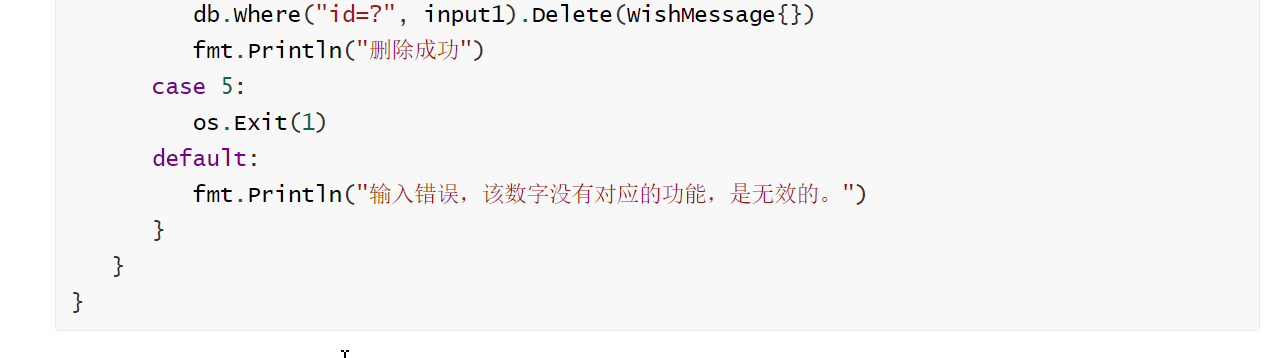 db.Where("id=?", input1).Delete(WishMessage{})
fmt.Println("删除成功")
case 5:
os.Exit(1)
default:
fmt.Println("输入错误，该数字没有对应的功能，是无效的。")
}
}
}